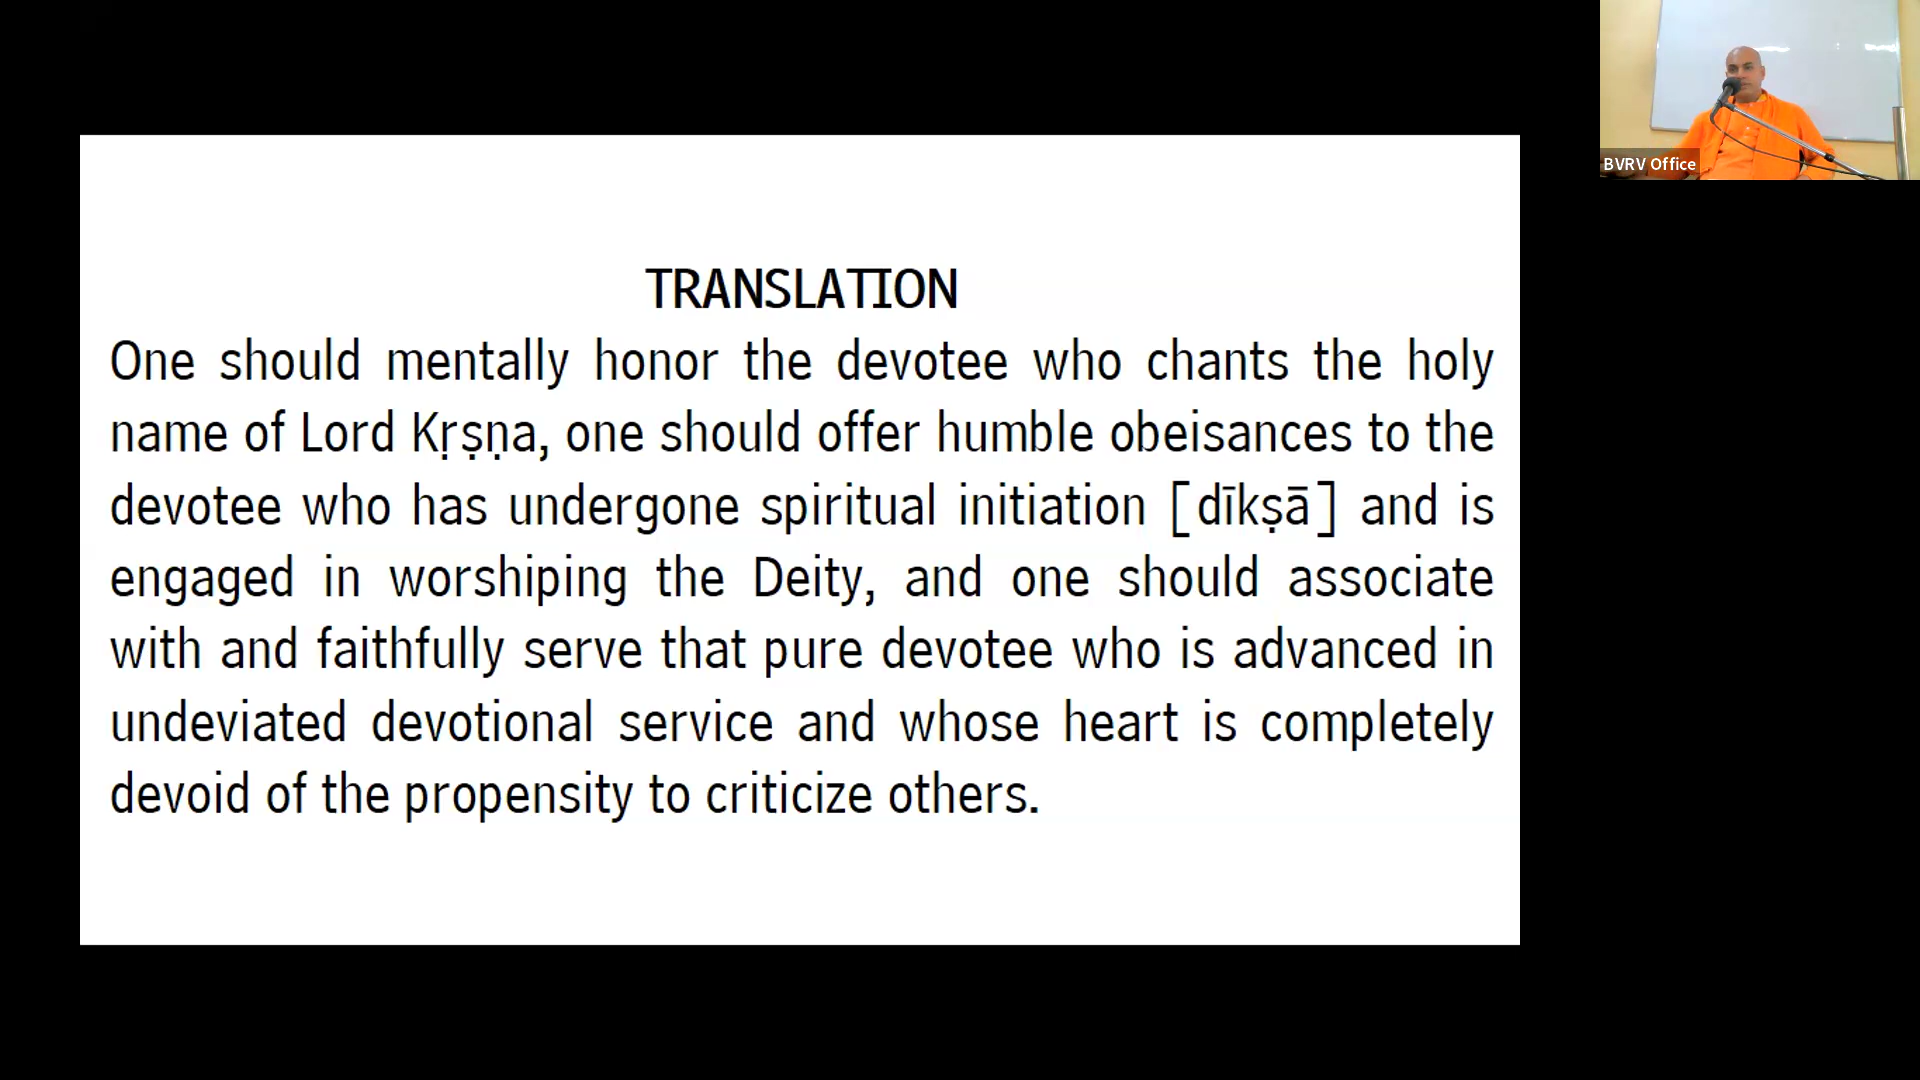 TRANSLATION
One should mentally honor the devotee who chants the holy
name of Lord Kṛṣṇa, one should offer humble obeisances to the
devotee who has undergone spiritual initiation [dīkṣā] and is
engaged in worshiping the Deity, and one should associate
with and faithfully serve that pure devotee who is advanced in
undeviated devotional service and whose heart is completely
devoid of the propensity to criticize others.
BVRV Office